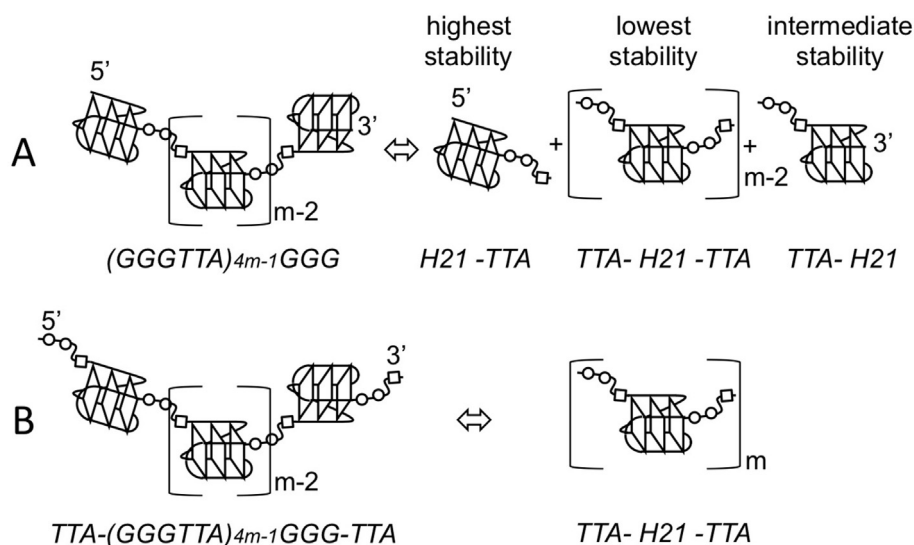 highest stability
lowest stability
intermediate stability
A
5'
3'
m-2
⇔
5'
+
m-2
+
3'
(GGGTTA)4m-1GGG
H21 -TTA
TTA- H21 -TTA
TTA- H21
B
5'
3'
m-2
⇔
m
TTA-(GGGTTA)4m-1GGG-TTA
TTA- H21 -TTA